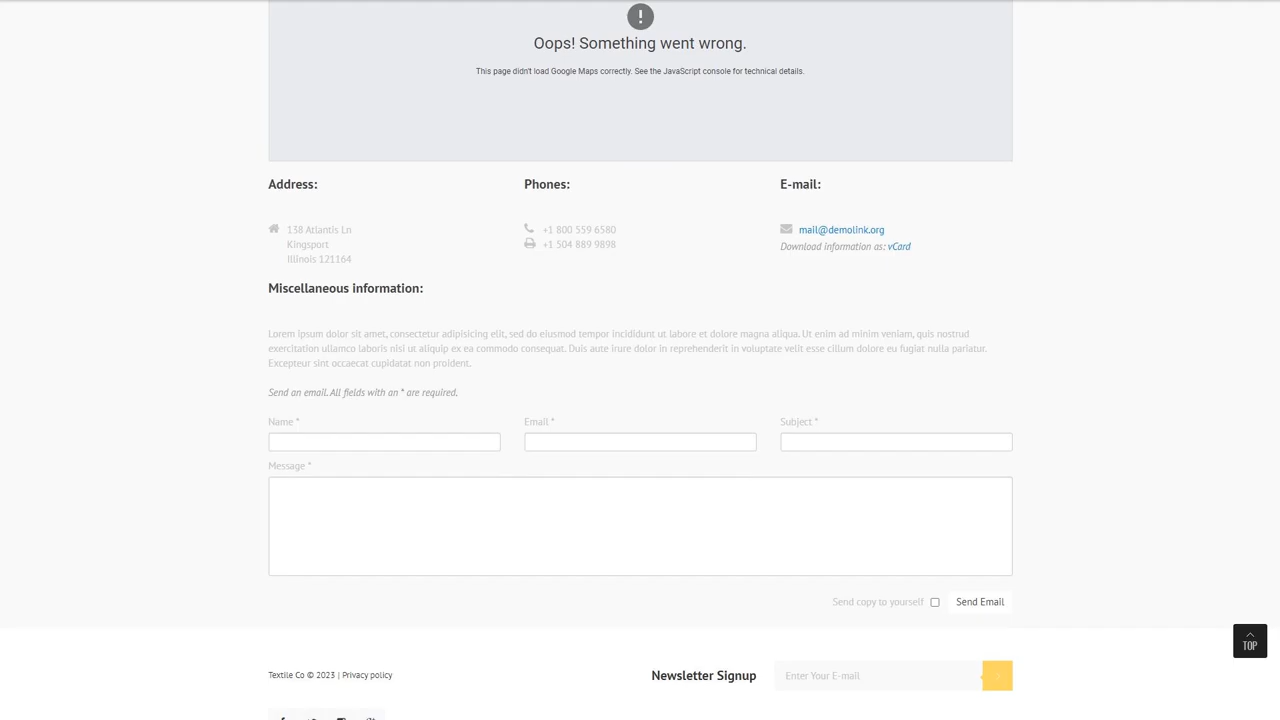 Oops! Something went wrong.
This page didn't load Google Maps correctly. See the JavaScript console for technical details.
Address:
138 Atlantis Ln
Kingsport
Illinois 121164
Phones:
+1 800 559 6580
+1 504 889 9898
E-mail:
mail@demolink.org
Download information as: vCard
Miscellaneous information:
Lorem ipsum dolor sit amet, consectetur adipisicing elit, sed do eiusmod tempor incididunt ut labore et dolore magna aliqua. Ut enim ad minim veniam, quis nostrud
exercitation ullamco laboris nisi ut aliquip ex ea commodo consequat. Duis aute irure dolor in reprehenderit in voluptate velit esse cillum dolore eu fugiat nulla pariatur.
Excepteur sint occaecat cupidatat non proident.
Send an email. All fields with an * are required.
Name *
Email *
Subject *
Message *
Send copy to yourself
Send Email
TOP
Textile Co © 2023 | Privacy policy
Newsletter Signup
Enter Your E-mail